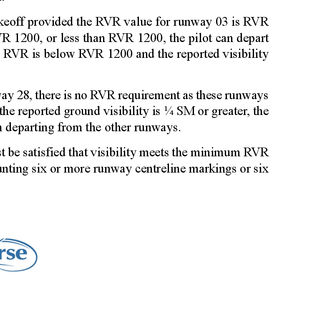 keoff provided the RVR value for runway 03 is RVR
R 1200, or less than RVR 1200, the pilot can depart
RVR is below RVR 1200 and the reported visibility
ay 28, there is no RVR requirement as these runways
the reported ground visibility is ¼ SM or greater, the
departing from the other runways.
t be satisfied that visibility meets the minimum RVR
unting six or more runway centreline markings or six
rse